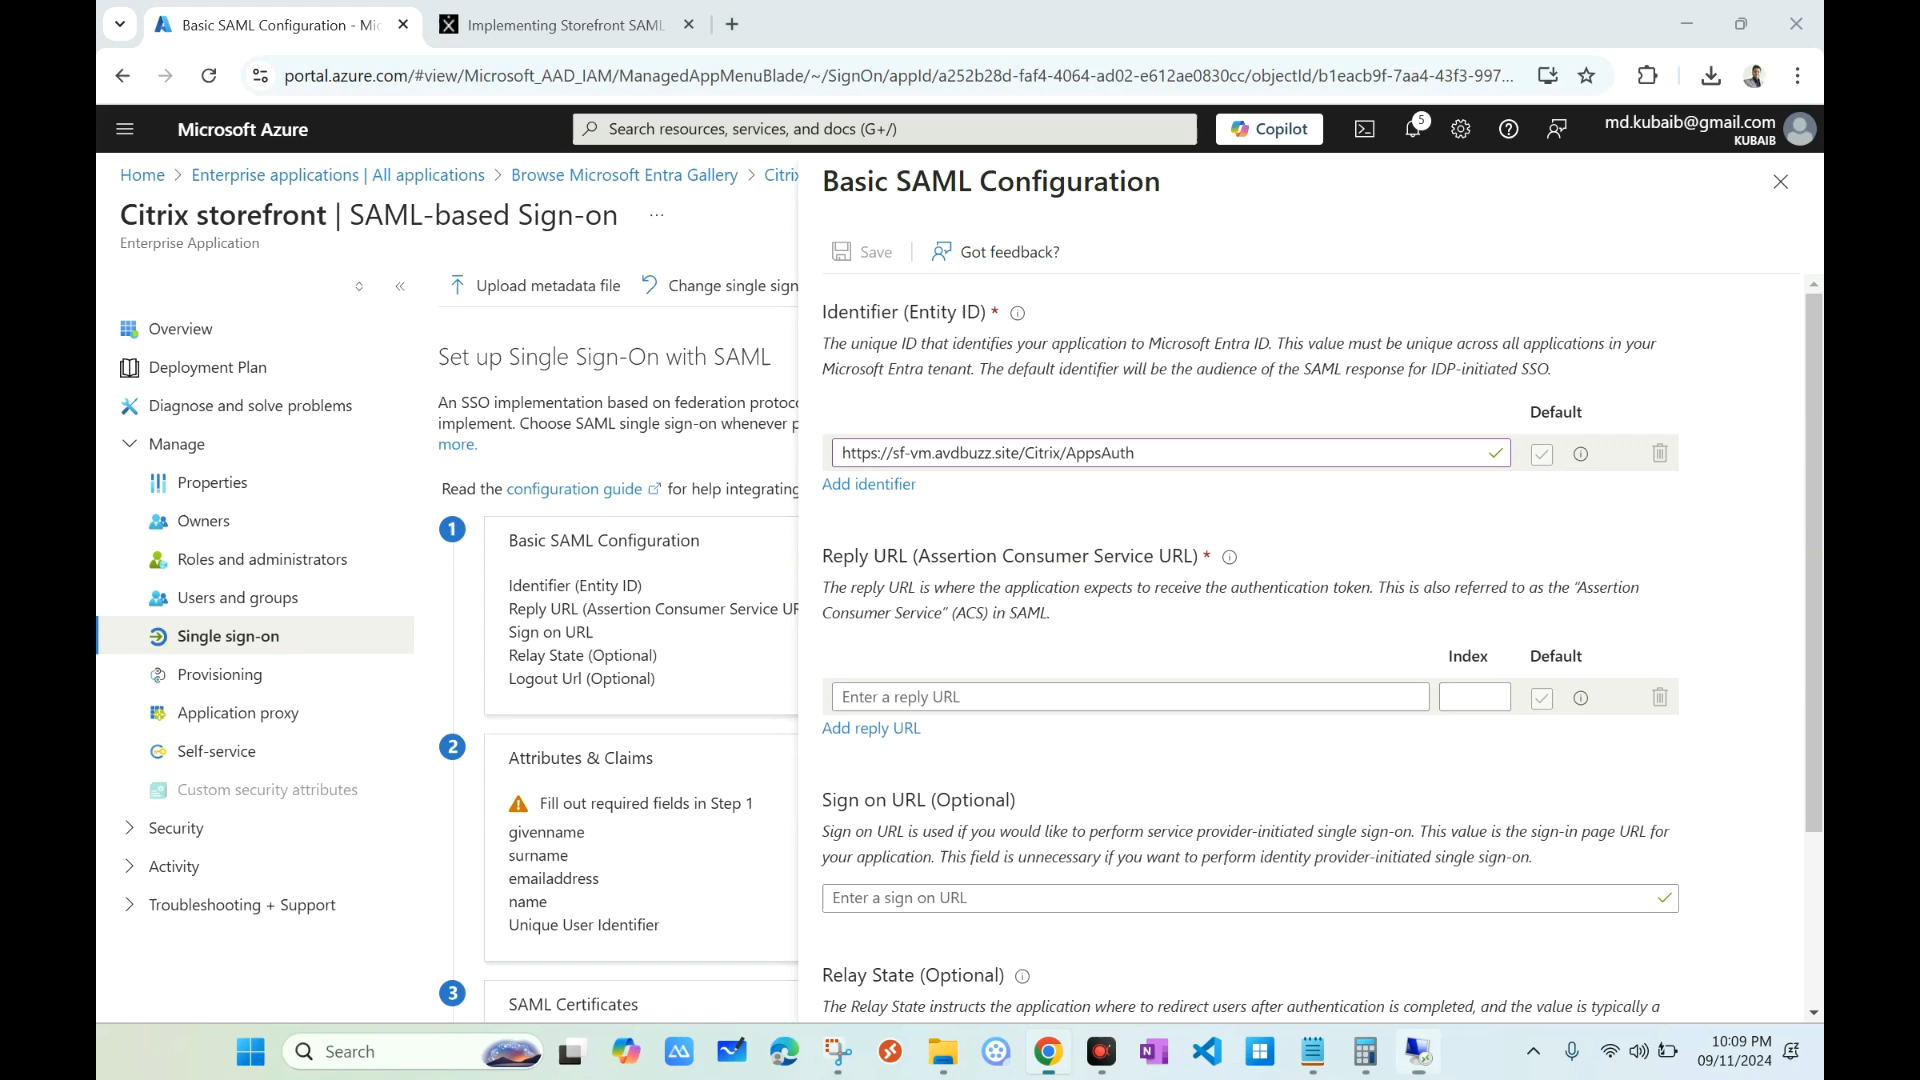 Basic SAML Configuration - Mic
Implementing Storefront SAML
portal.azure.com/#view/Microsoft_AAD_IAM/ManagedAppMenuBlade/~/SignOn/appId/a252b28d-faf4-4064-ad02-e612ae0830cc/objectId/b1eacb9f-7aa4-43f3-997...
Microsoft Azure
Search resources, services, and docs (G+/)
Copilot
5
md.kubaib@gmail.com
KUBAIB
Home > Enterprise applications | All applications > Browse Microsoft Entra Gallery > Citrix
Citrix storefront | SAML-based Sign-on ...
Enterprise Application
Overview
Deployment Plan
Diagnose and solve problems
Manage
Properties
Owners
Roles and administrators
Users and groups
Single sign-on
Provisioning
Application proxy
Self-service
Custom security attributes
Security
Activity
Troubleshooting + Support
Upload metadata file
Change single sign
Set up Single Sign-On with SAML
An SSO implementation based on federation protoco
implement. Choose SAML single sign-on whenever p
more.
Read the configuration guide for help integrating
1
Basic SAML Configuration
Identifier (Entity ID)
Reply URL (Assertion Consumer Service UR
Sign on URL
Relay State (Optional)
Logout Url (Optional)
2
Attributes & Claims
Fill out required fields in Step 1
givenname
surname
emailaddress
name
Unique User Identifier
3
SAML Certificates
Basic SAML Configuration
Save
Got feedback?
Identifier (Entity ID) *
The unique ID that identifies your application to Microsoft Entra ID. This value must be unique across all applications in your
Microsoft Entra tenant. The default identifier will be the audience of the SAML response for IDP-initiated SSO.
Default
https://sf-vm.avdbuzz.site/Citrix/AppsAuth
Add identifier
Reply URL (Assertion Consumer Service URL) *
The reply URL is where the application expects to receive the authentication token. This is also referred to as the “Assertion
Consumer Service” (ACS) in SAML.
Index Default
Enter a reply URL
Add reply URL
Sign on URL (Optional)
Sign on URL is used if you would like to perform service provider-initiated single sign-on. This value is the sign-in page URL for
your application. This field is unnecessary if you want to perform identity provider-initiated single sign-on.
Enter a sign on URL
Relay State (Optional)
The Relay State instructs the application where to redirect users after authentication is completed, and the value is typically a
Search
10:09 PM
09/11/2024